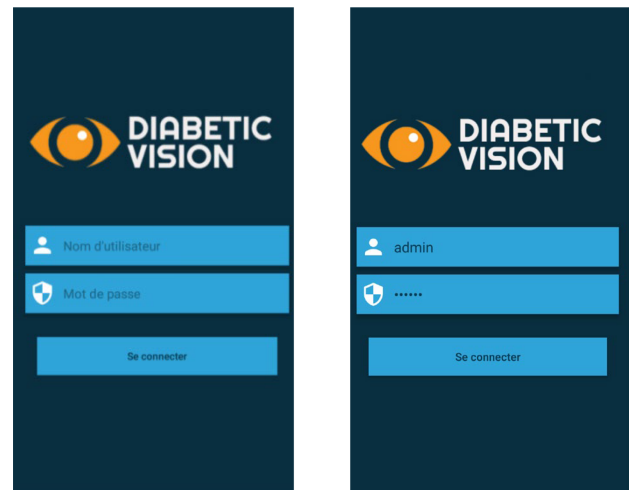 DIABETIC
VISION
Nom d'utilisateur
Mot de passe
Se connecter
DIABETIC
VISION
admin
••••••
Se connecter